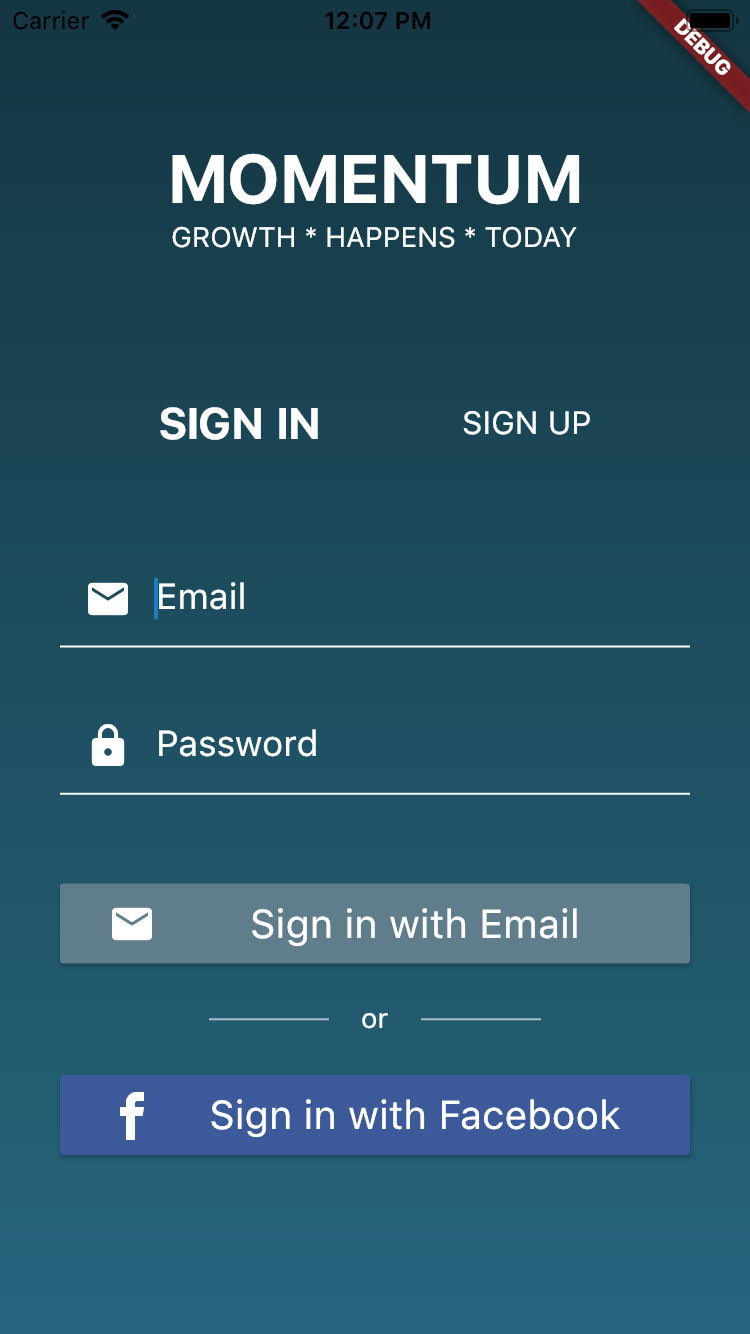 Carrier 12:07 PM
DEBUG
MOMENTUM
GROWTH * HAPPENS * TODAY
SIGN IN SIGN UP
Email
Password
Sign in with Email
or
f Sign in with Facebook